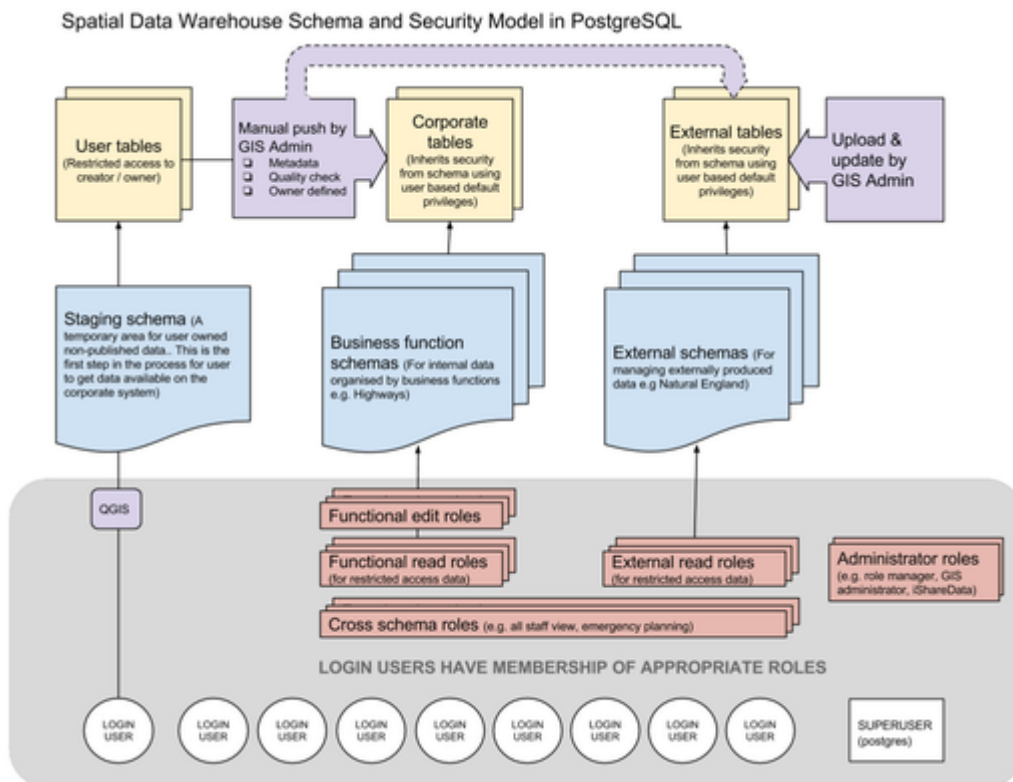 Spatial Data Warehouse Schema and Security Model in PostgreSQL
User tables
(Restricted access to
creator / owner)
Manual push by
GIS Admin
❏ Metadata
❏ Quality check
❏ Owner defined
Corporate
tables
(Inherits security
from schema using
user based default
privileges)
External tables
(Inherits security
from schema using
user based default
privileges)
Upload &
update by
GIS Admin
Staging schema (A
temporary area for user owned
non-published data.. This is the
first step in the process for user
to get data available on the
corporate system)
Business function
schemas (For internal data
organised by business functions
e.g. Highways)
External schemas (For
managing externally produced
data e.g Natural England)
QGIS
Functional edit roles
Functional read roles
(for restricted access data)
External read roles
(for restricted access data)
Administrator roles
(e.g. role manager, GIS
administrator, iShareData)
Cross schema roles (e.g. all staff view, emergency planning)
LOGIN USERS HAVE MEMBERSHIP OF APPROPRIATE ROLES
LOGIN
USER
LOGIN
USER
LOGIN
USER
LOGIN
USER
LOGIN
USER
LOGIN
USER
LOGIN
USER
LOGIN
USER
LOGIN
USER
SUPERUSER
(postgres)